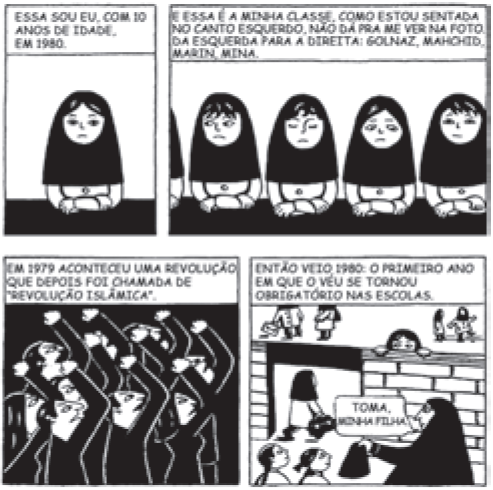 ESSA SOU EU, COM 10
ANOS DE IDADE,
EM 1980.
E ESSA É A MINHA CLASSE, COMO ESTOU SENTADA
NO CANTO ESQUERDO, NÃO DÁ PRA ME VER NA FOTO.
DA ESQUERDA PARA A DIREITA: GOLNAZ, MAHCHID,
MARIN, MINA.
EM 1979 ACONTECEU UMA REVOLUÇÃO
QUE DEPOIS FOI CHAMADA DE
"REVOLUÇÃO ISLÂMICA".
ENTÃO VEIO 1980: O PRIMEIRO ANO
EM QUE O VÉU SE TORNOU
OBRIGATÓRIO NAS ESCOLAS.
TOMA,
MINHA FILHA.